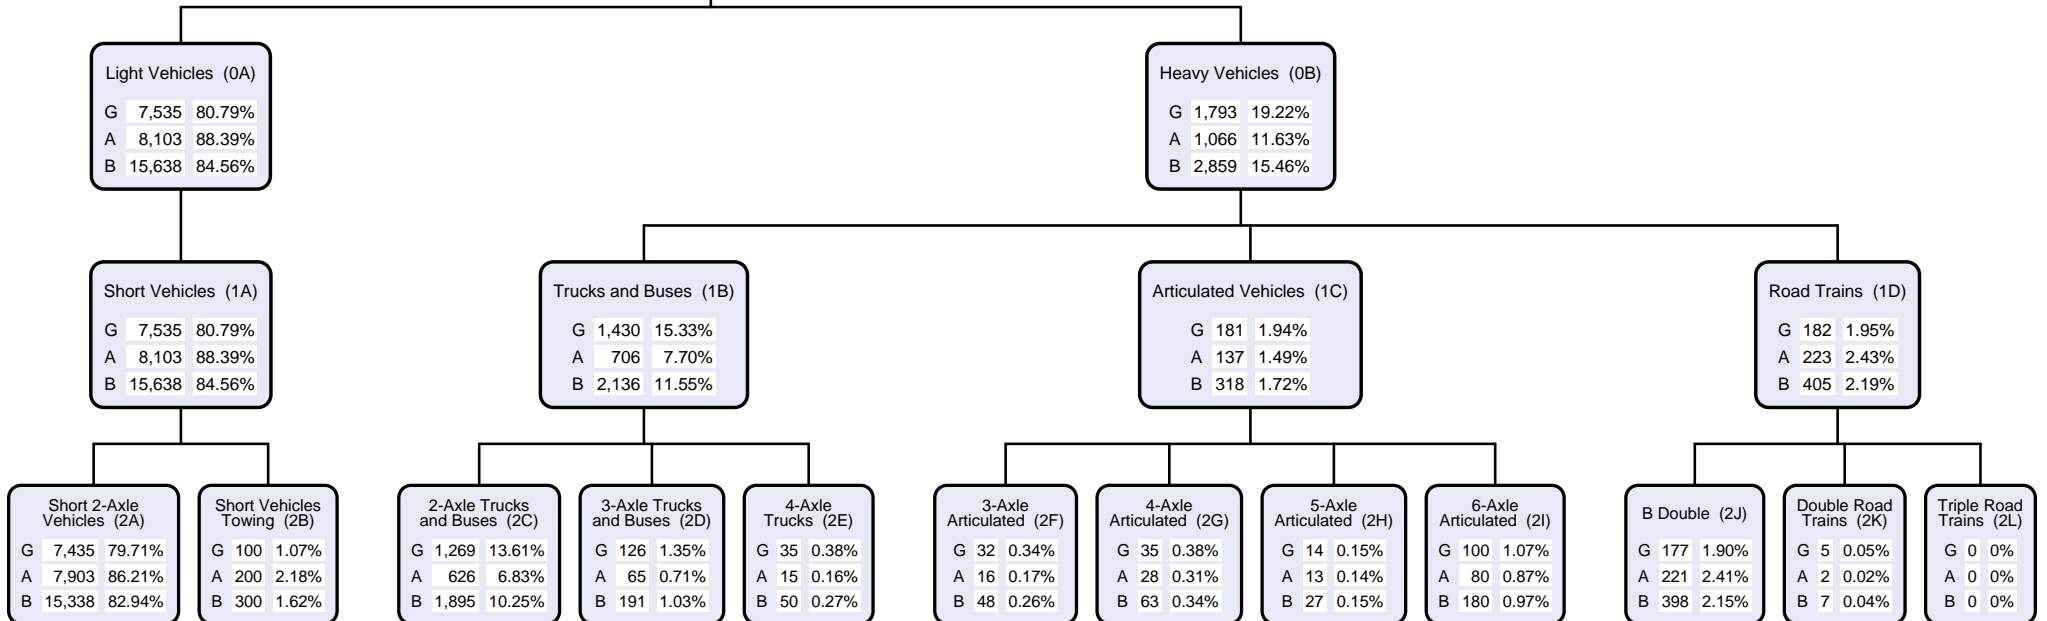 Light Vehicles (0A)
G 7,535 80.79%
A 8,103 88.39%
B 15,638 84.56%
Heavy Vehicles (0B)
G 1,793 19.22%
A 1,066 11.63%
B 2,859 15.46%
Short Vehicles (1A)
G 7,535 80.79%
A 8,103 88.39%
B 15,638 84.56%
Trucks and Buses (1B)
G 1,430 15.33%
A 706 7.70%
B 2,136 11.55%
Articulated Vehicles (1C)
G 181 1.94%
A 137 1.49%
B 318 1.72%
Road Trains (1D)
G 182 1.95%
A 223 2.43%
B 405 2.19%
Short 2-Axle
Vehicles (2A)
G 7,435 79.71%
A 7,903 86.21%
B 15,338 82.94%
Short Vehicles
Towing (2B)
G 100 1.07%
A 200 2.18%
B 300 1.62%
2-Axle Trucks
and Buses (2C)
G 1,269 13.61%
A 626 6.83%
B 1,895 10.25%
3-Axle Trucks
and Buses (2D)
G 126 1.35%
A 65 0.71%
B 191 1.03%
4-Axle
Trucks (2E)
G 35 0.38%
A 15 0.16%
B 50 0.27%
3-Axle
Articulated (2F)
G 32 0.34%
A 16 0.17%
B 48 0.26%
4-Axle
Articulated (2G)
G 35 0.38%
A 28 0.31%
B 63 0.34%
5-Axle
Articulated (2H)
G 14 0.15%
A 13 0.14%
B 27 0.15%
6-Axle
Articulated (2I)
G 100 1.07%
A 80 0.87%
B 180 0.97%
B Double (2J)
G 177 1.90%
A 221 2.41%
B 398 2.15%
Double Road
Trains (2K)
G 5 0.05%
A 2 0.02%
B 7 0.04%
Triple Road
Trains (2L)
G 0 0%
A 0 0%
B 0 0%